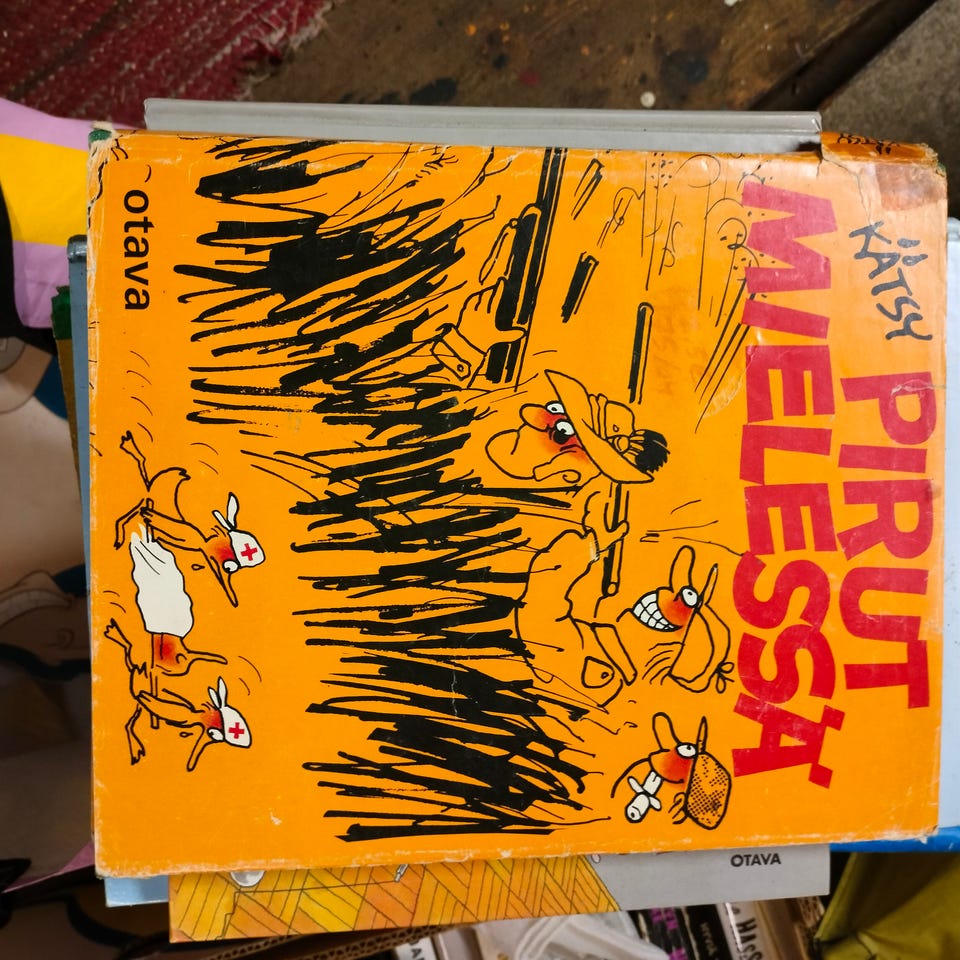 KÄTSY
PIRUT
MIELESSÄ
otava
OTAVA